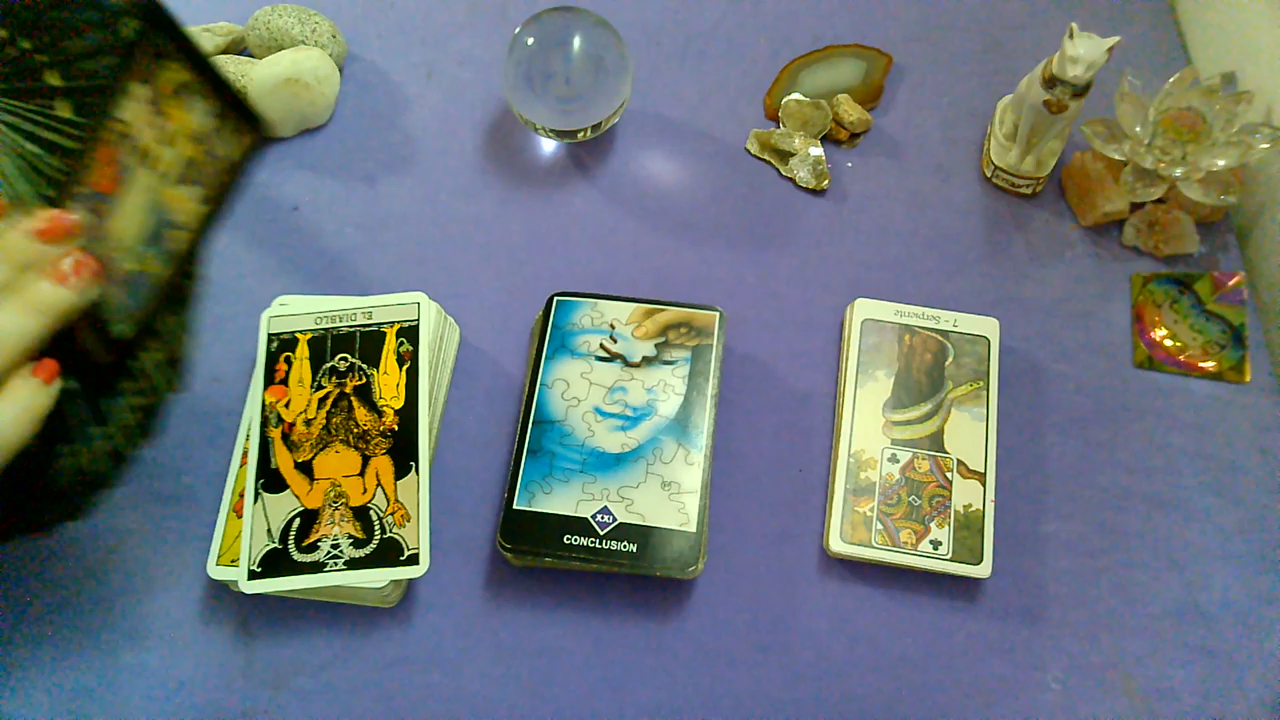 EL DIABLO
XV
XXI
CONCLUSIÓN
7 - Serpiente